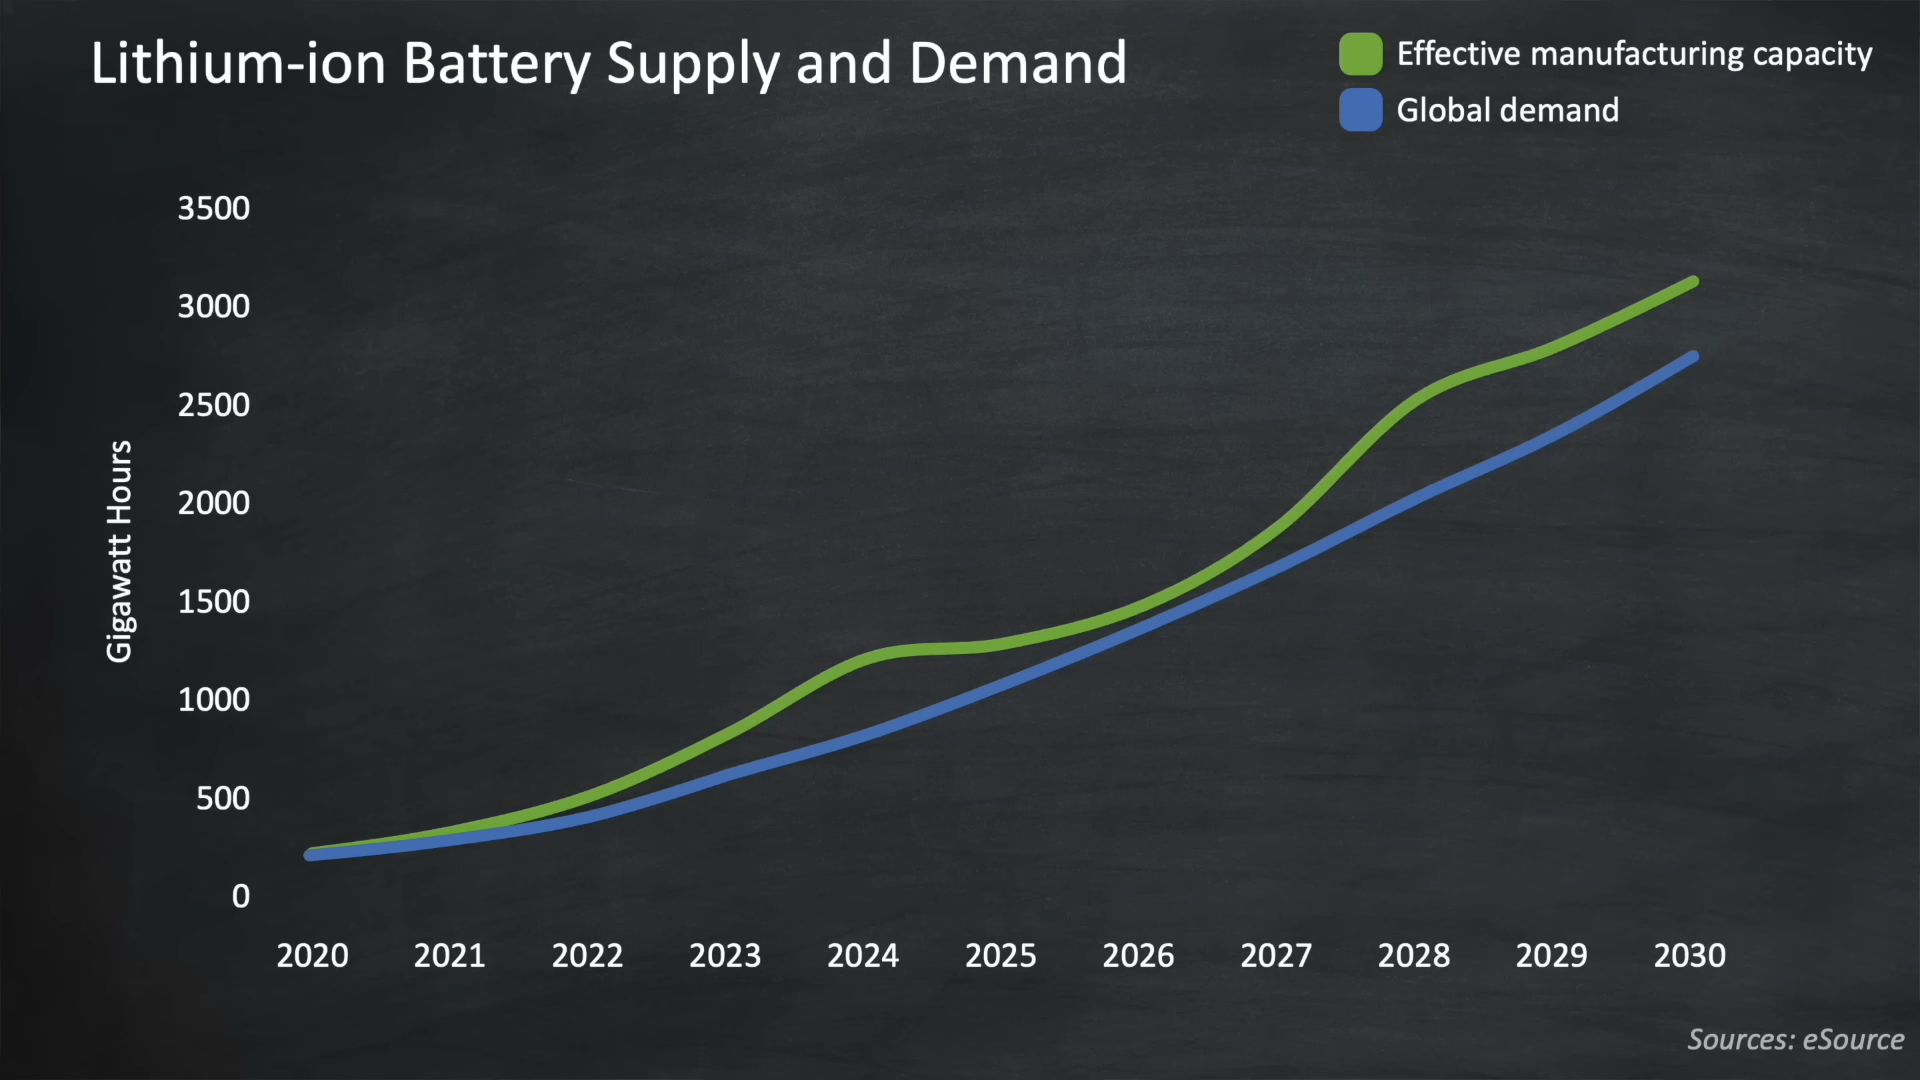 Lithium-ion Battery Supply and Demand
Effective manufacturing capacity
Global demand
3500
3000
2500
2000
1500
1000
500
0
Gigawatt Hours
2020 2021 2022 2023 2024 2025 2026 2027 2028 2029 2030
Sources: eSource